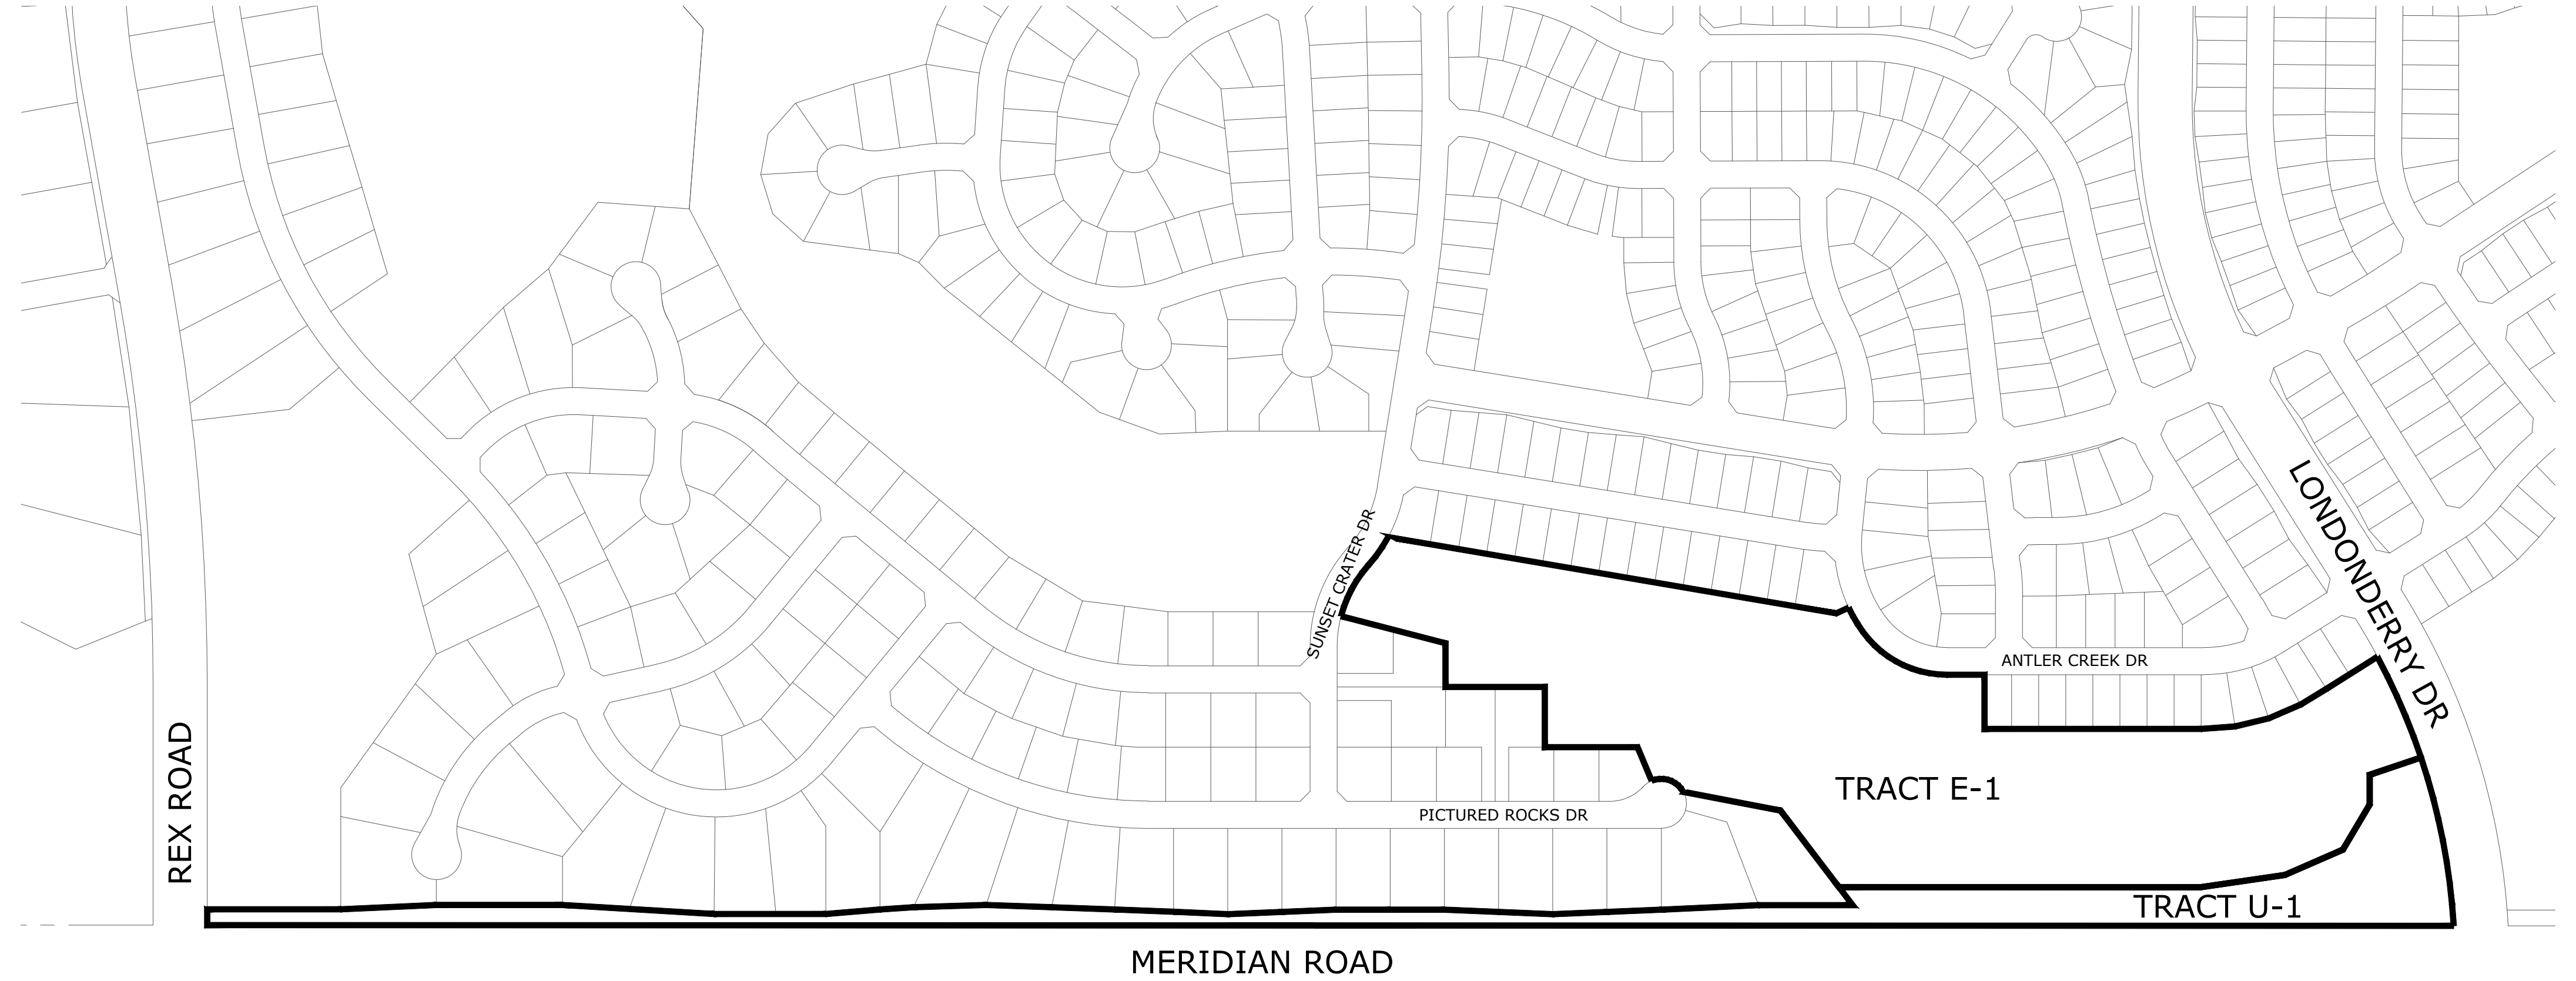 LONDONDERRY DR
SUNSET CRATER DR
ANTLER CREEK DR
REX ROAD
TRACT E-1
PICTURED ROCKS DR
TRACT U-1
MERIDIAN ROAD